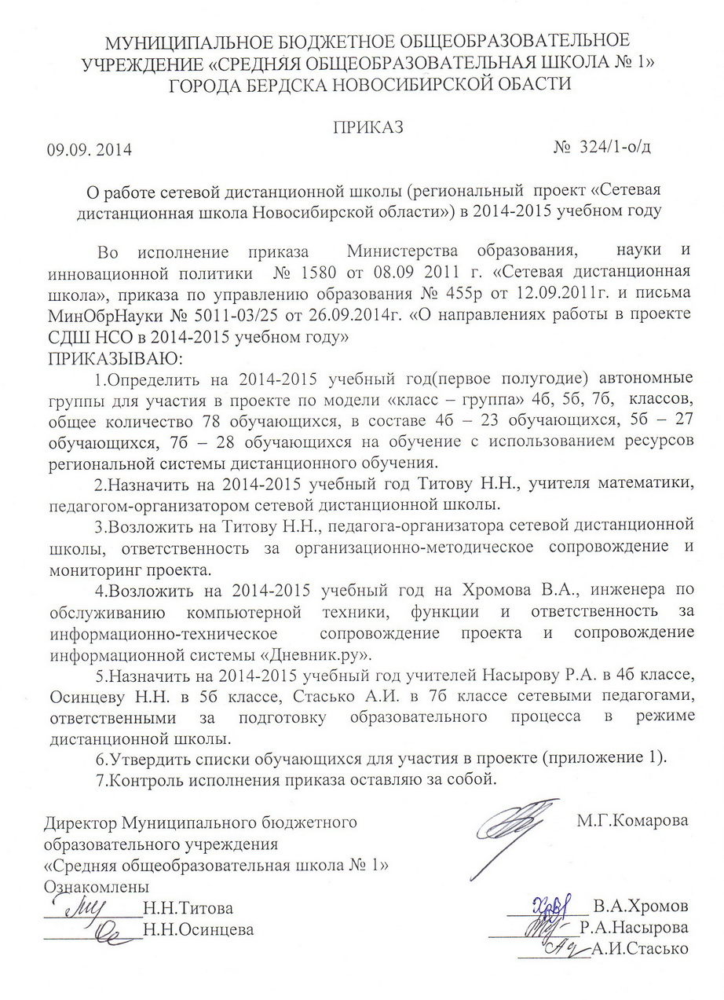 МУНИЦИПАЛЬНОЕ БЮДЖЕТНОЕ ОБЩЕОБРАЗОВАТЕЛЬНОЕ
УЧРЕЖДЕНИЕ «СРЕДНЯЯ ОБЩЕОБРАЗОВАТЕЛЬНАЯ ШКОЛА № 1»
ГОРОДА БЕРДСКА НОВОСИБИРСКОЙ ОБАСТИ
ПРИКАЗ
09.09. 2014 № 324/1-о/д
О работе сетевой дистанционной школы (региональный проект «Сетевая
дистанционная школа Новосибирской области») в 2014-2015 учебном году
Во исполнение приказа Министерства образования, науки и
инновационной политики № 1580 от 08.09 2011 г. «Сетевая дистанционная
школа», приказа по управлению образования № 455р от 12.09.2011г. и письма
МинОбрНауки № 5011-03/25 от 26.09.2014г. «О направлениях работы в проекте
СДШ НСО в 2014-2015 учебном году»
ПРИКАЗЫВАЮ:
1.Определить на 2014-2015 учебный год(первое полугодие) автономные
группы для участия в проекте по модели «класс – группа» 4б, 5б, 7б, классов,
общее количество 78 обучающихся, в составе 4б – 23 обучающихся, 5б – 27
обучающихся, 7б – 28 обучающихся на обучение с использованием ресурсов
региональной системы дистанционного обучения.
2.Назначить на 2014-2015 учебный год Титову Н.Н., учителя математики,
педагогом-организатором сетевой дистанционной школы.
3.Возложить на Титову Н.Н., педагога-организатора сетевой дистанционной
школы, ответственность за организационно-методическое сопровождение и
мониторинг проекта.
4.Возложить на 2014-2015 учебный год на Хромова В.А., инженера по
обслуживанию компьютерной техники, функции и ответственность за
информационно-техническое сопровождение проекта и сопровождение
информационной системы «Дневник.ру».
5.Назначить на 2014-2015 учебный год учителей Насырову Р.А. в 4б классе,
Осинцеву Н.Н. в 5б классе, Стасько А.И. в 7б классе сетевыми педагогами,
ответственными за подготовку образовательного процесса в режиме
дистанционной школы.
6.Утвердить списки обучающихся для участия в проекте (приложение 1).
7.Контроль исполнения приказа оставляю за собой.
Директор Муниципального бюджетного М.Г.Комарова
образовательного учреждения
«Средняя общеобразовательная школа № 1»
Ознакомлены
Н.Н.Титова В.А.Хромов
Н.Н.Осинцева Р.А.Насырова
А.И.Стасько